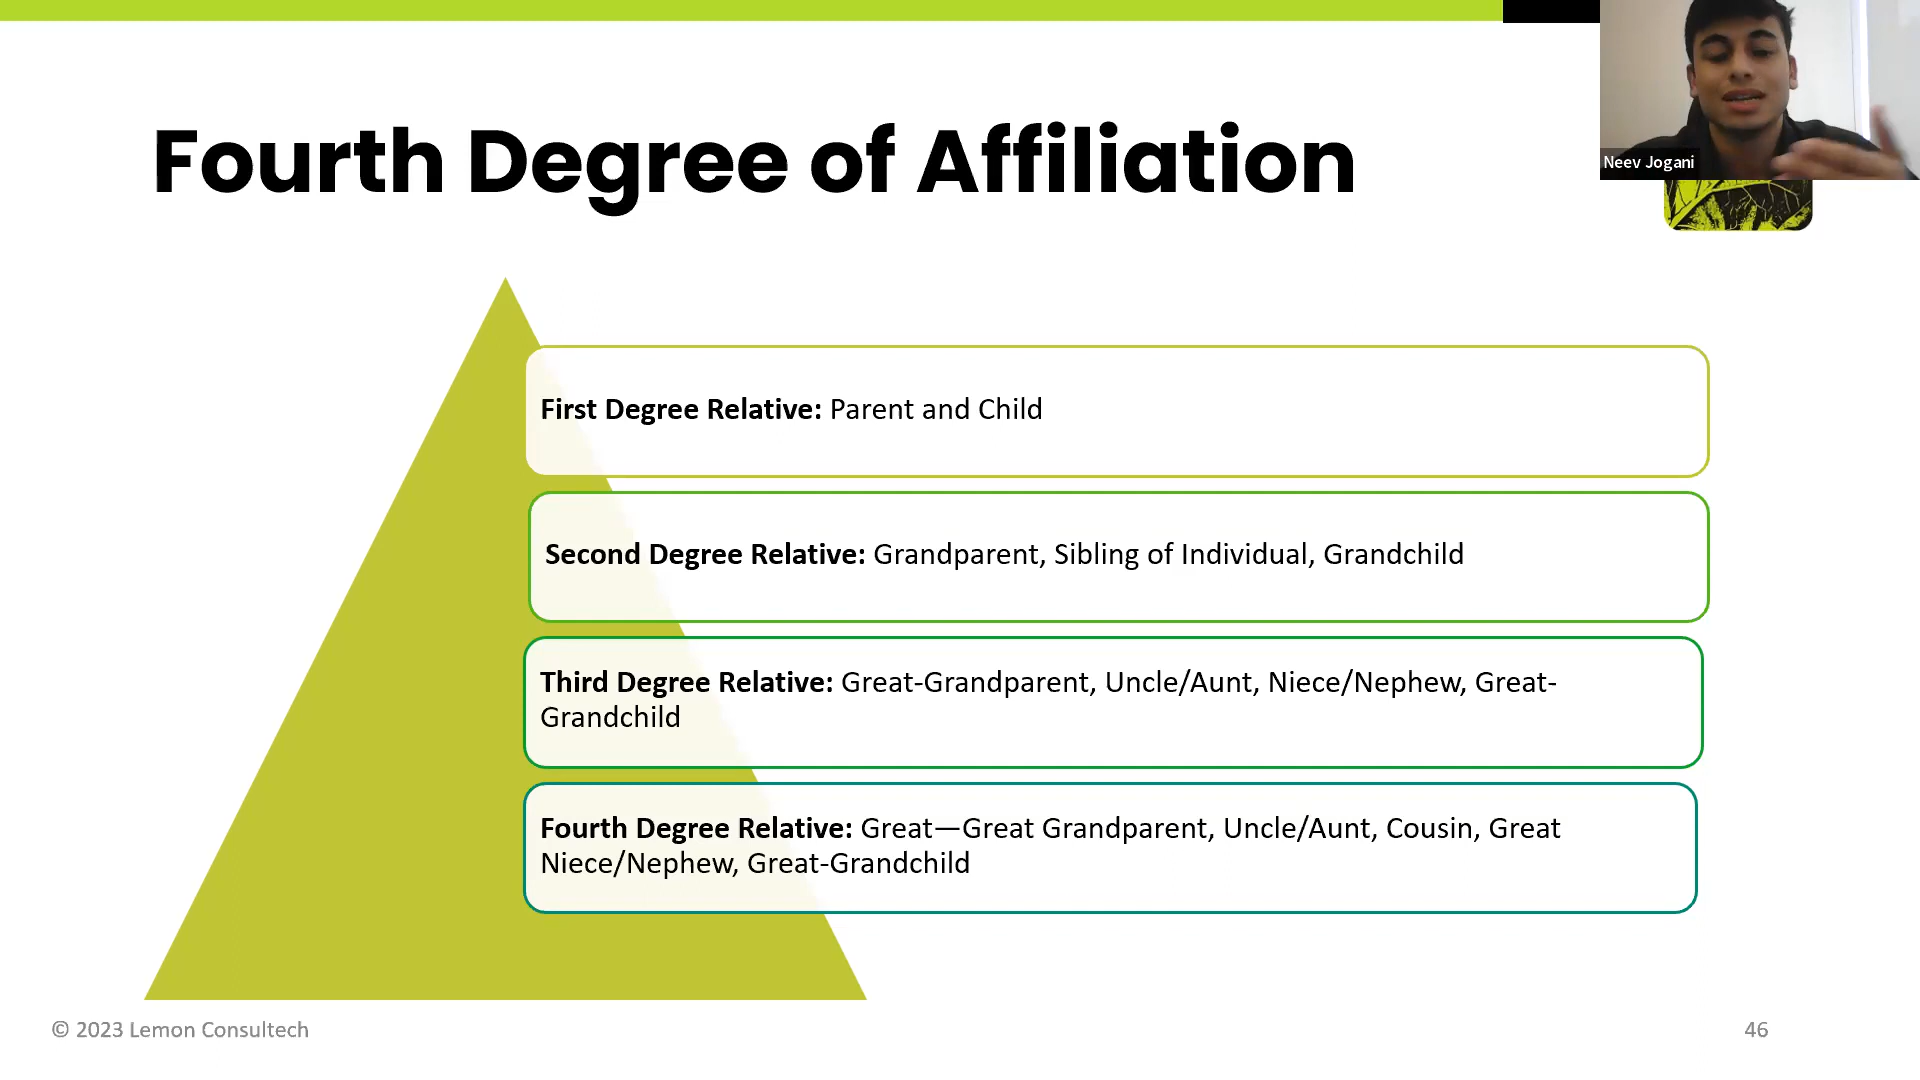 Fourth Degree of Affiliation
Neev Jogani
First Degree Relative: Parent and Child
Second Degree Relative: Grandparent, Sibling of Individual, Grandchild
Third Degree Relative: Great-Grandparent, Uncle/Aunt, Niece/Nephew, Great-
Grandchild
Fourth Degree Relative: Great—Great Grandparent, Uncle/Aunt, Cousin, Great
Niece/Nephew, Great-Grandchild
© 2023 Lemon Consultech
46